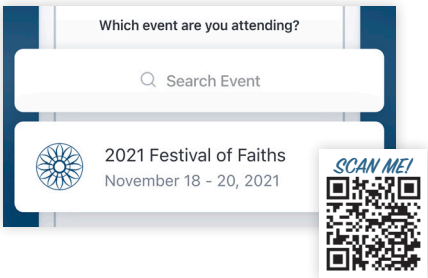 Which event are you attending?
Search Event
2021 Festival of Faiths
November 18 - 20, 2021
SCAN ME!